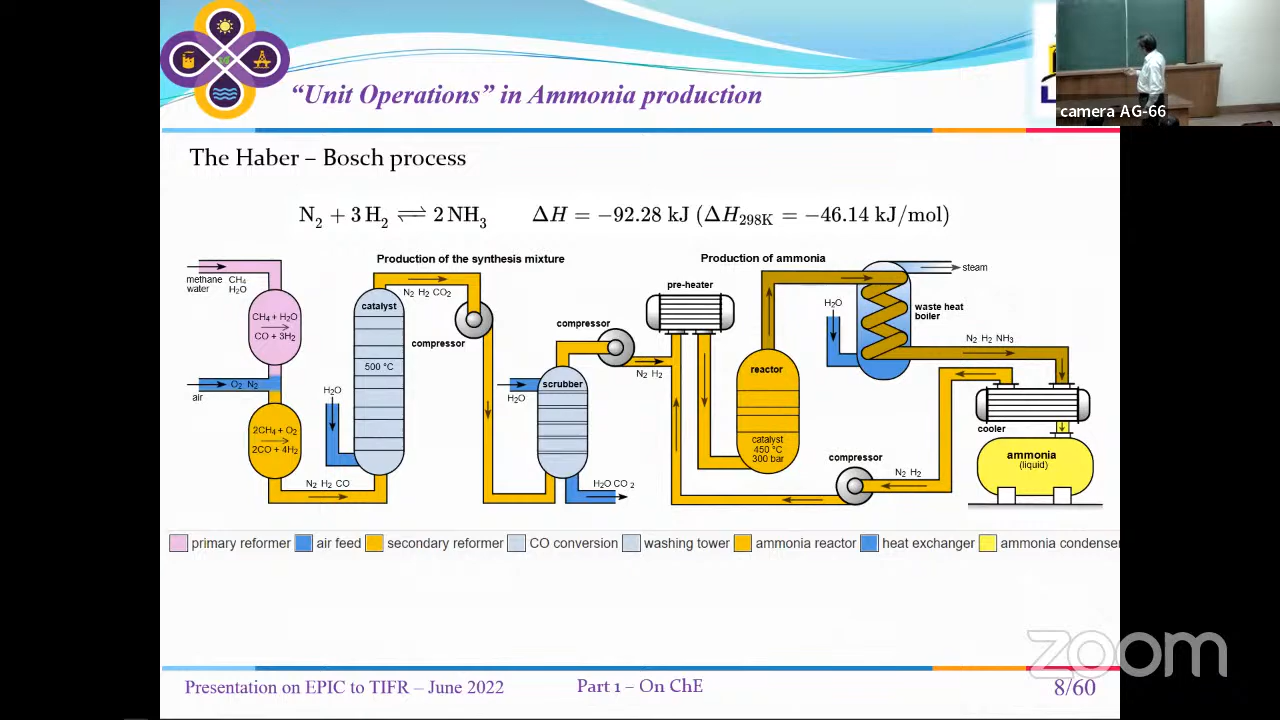 “Unit Operations” in Ammonia production
camera AG-66
The Haber – Bosch process
N2 + 3 H2 ⇌ 2 NH3 ΔH = −92.28 kJ (ΔH298K = −46.14 kJ/mol)
Production of the synthesis mixture
Production of ammonia
methane CH4
water H2O
CH4 + H2O
CO + 3H2
O2 N2
air
2CH4 + O2
2CO + 4H2
N2 H2 CO
H2O
catalyst
500 °C
N2 H2 CO2
compressor
H2O
scrubber
H2O CO 2
compressor
N2 H2
pre-heater
reactor
catalyst
450 °C
300 bar
H2O
steam
waste heat
boiler
N2 H2 NH3
cooler
ammonia
(liquid)
N2 H2
compressor
primary reformer air feed secondary reformer CO conversion washing tower ammonia reactor heat exchanger ammonia condenser
zoom
Presentation on EPIC to TIFR – June 2022 Part 1 – On ChE 8/60